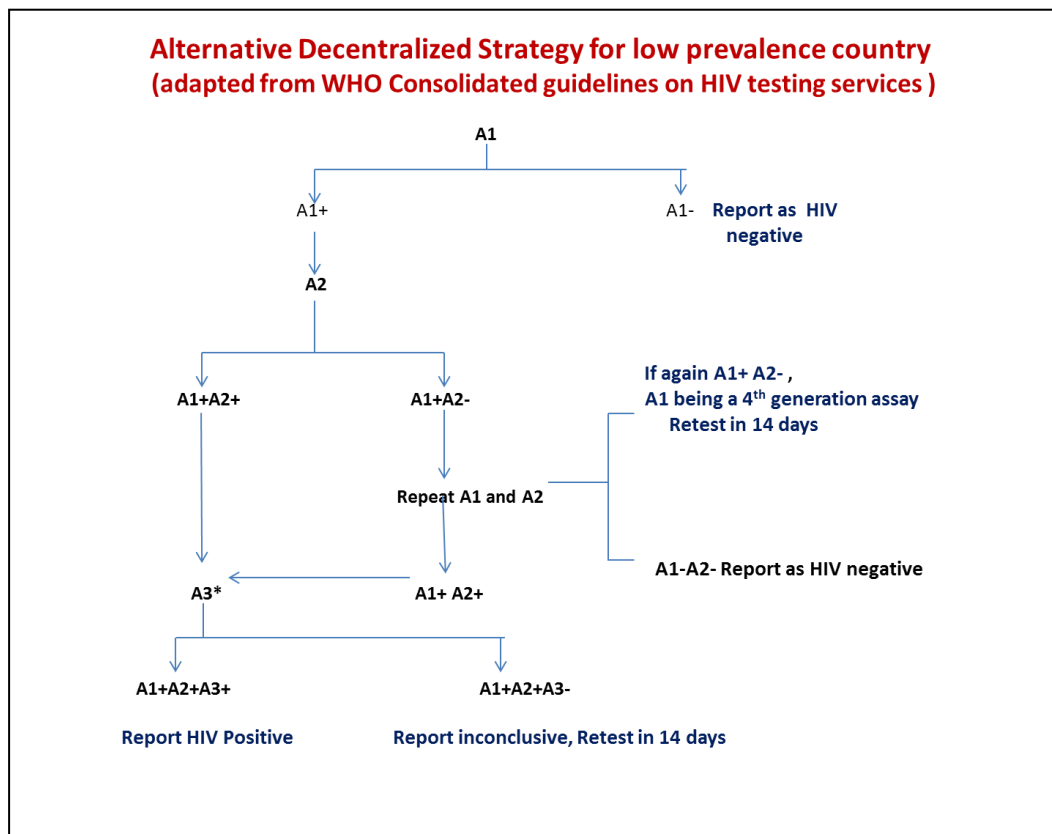 Alternative Decentralized Strategy for low prevalence country
(adapted from WHO Consolidated guidelines on HIV testing services )
A1
A1+
A1-
Report as HIV
negative
A2
A1+A2+
A1+A2-
If again A1+ A2- ,
A1 being a 4th generation assay
Retest in 14 days
Repeat A1 and A2
A1-A2- Report as HIV negative
A3*
A1+ A2+
A1+A2+A3+
A1+A2+A3-
Report HIV Positive
Report inconclusive, Retest in 14 days